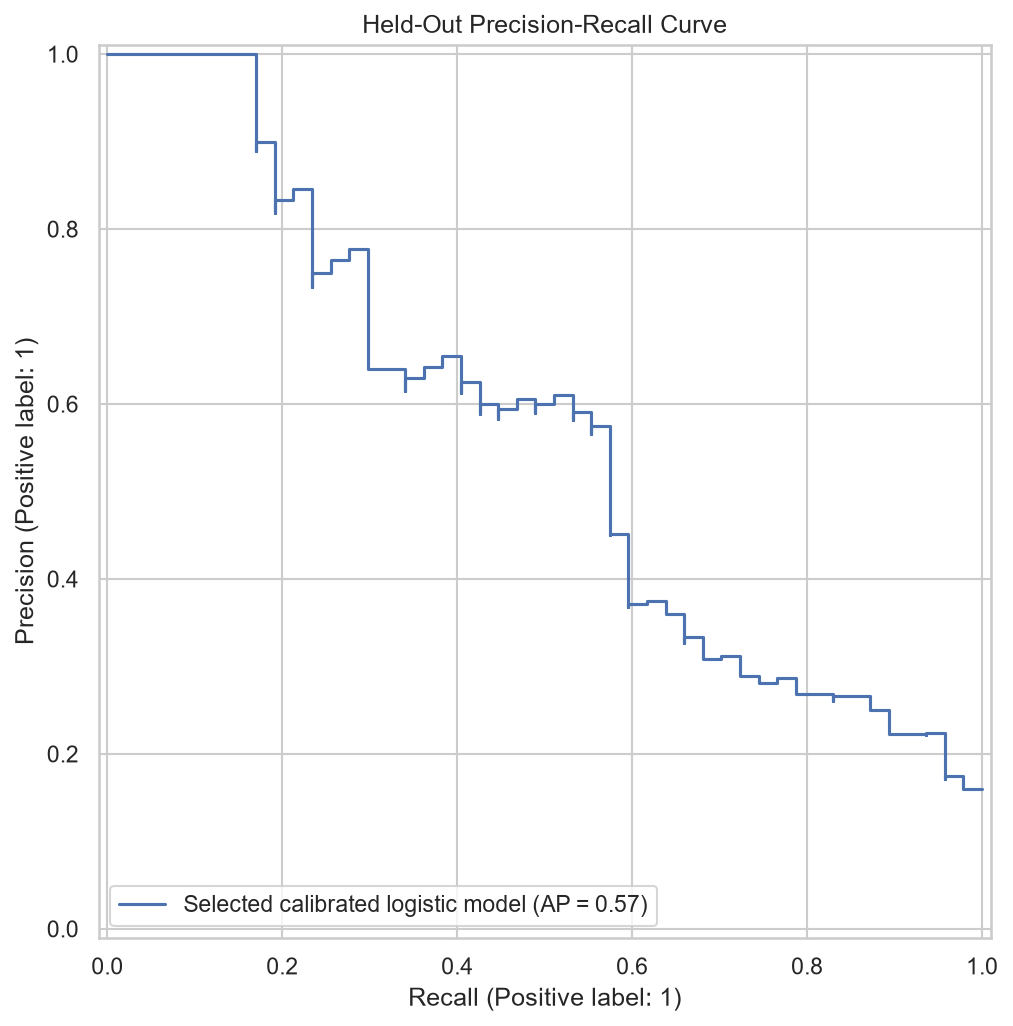 Held-Out Precision-Recall Curve
Precision (Positive label: 1)
1.0
0.8
0.6
0.4
0.2
0.0
Selected calibrated logistic model (AP = 0.57)
0.0 0.2 0.4 0.6 0.8 1.0
Recall (Positive label: 1)